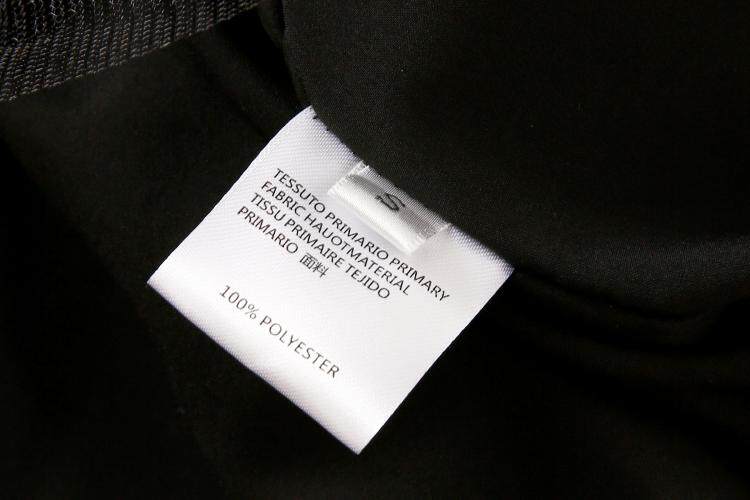 S
TESSUTO PRIMARIO PRIMARY
FABRIC HAUOTMATERIAL
TISSU PRIMAIRE TEJIDO
PRIMARIO 面料
100% POLYESTER